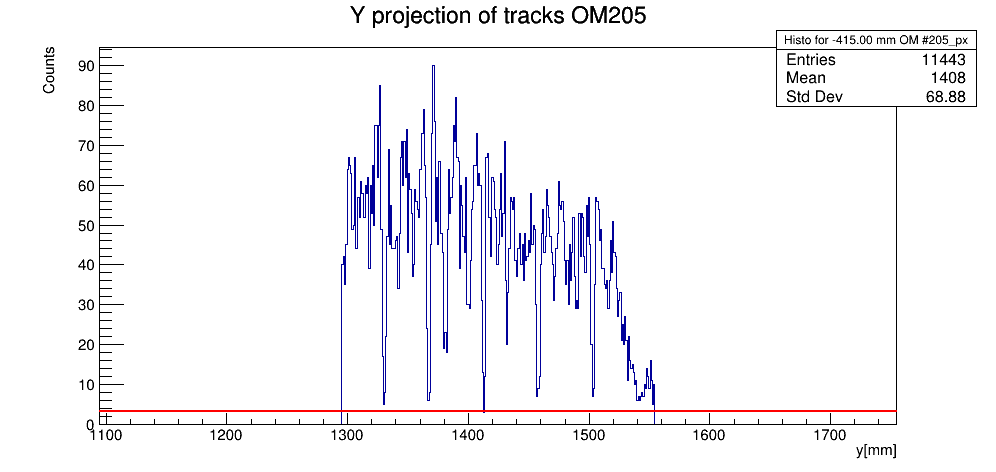 Y projection of tracks OM205
Histo for -415.00 mm OM #205_px
Entries 11443
Mean 1408
Std Dev 68.88
Counts
90
80
70
60
50
40
30
20
10
0
1100 1200 1300 1400 1500 1600 1700
y[mm]